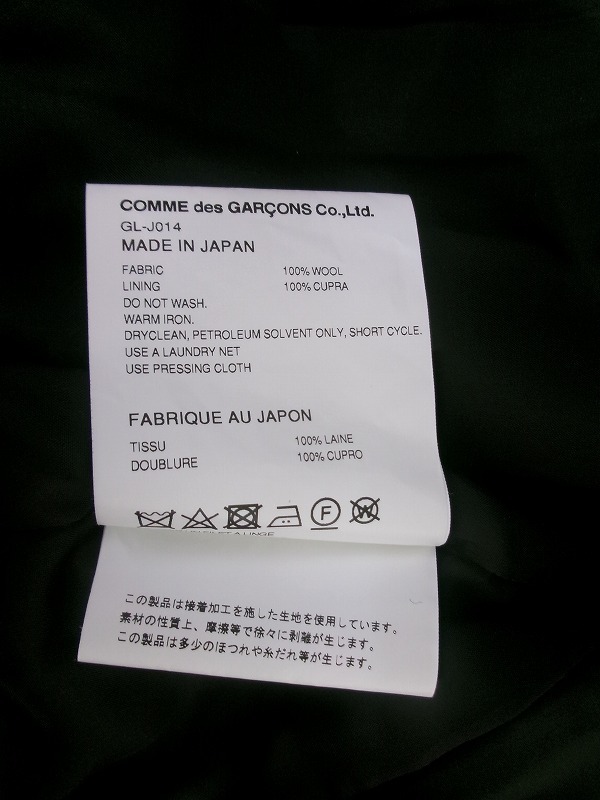 COMME des GARÇONS Co.,Ltd.
GL-J014
MADE IN JAPAN
FABRIC 100% WOOL
LINING 100% CUPRA
DO NOT WASH.
WARM IRON.
DRYCLEAN, PETROLEUM SOLVENT ONLY, SHORT CYCLE.
USE A LAUNDRY NET
USE PRESSING CLOTH
FABRIQUE AU JAPON
TISSU 100% LAINE
DOUBLURE 100% CUPRO
F W
A LINGE
この製品は接着加工を施した生地を使用しています。
素材の性質上、摩擦等で徐々に剥離が生じます。
この製品は多少のほつれや糸だれ等が生じます。